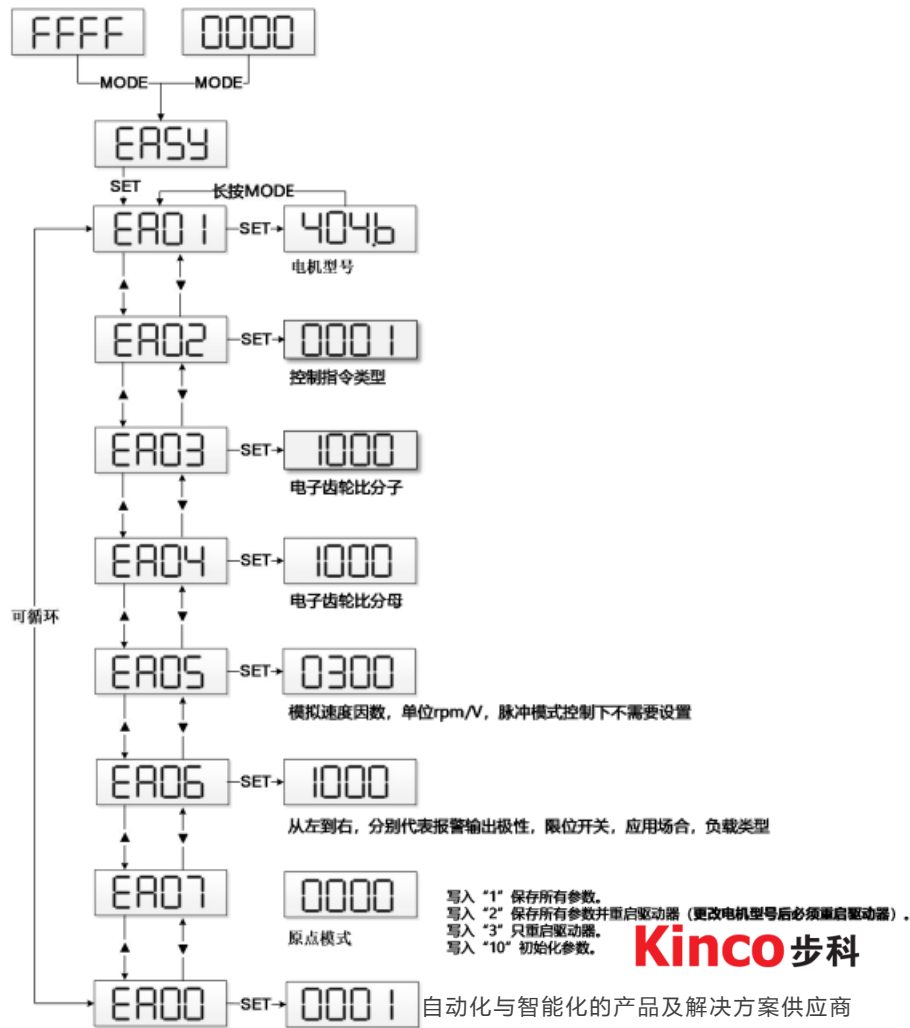 FFFF 0000
MODE MODE
EASY
SET 长按MODE
EA01 SET 404.b
电机型号
▲ ▼
EA02 SET 0001
控制指令类型
▲ ▼
EA03 SET 1000
电子齿轮比分子
▲ ▼
EA04 SET 1000
电子齿轮比分母
可循环
▲ ▼
EA05 SET 0300
模拟速度因数，单位rpm/V，脉冲模式控制下不需要设置
▲ ▼
EA06 SET 1000
从左到右，分别代表报警输出极性，限位开关，应用场合，负载类型
▲ ▼
EA07 0000
原点模式
写入“1”保存所有参数。
写入“2”保存所有参数并重启驱动器（更改电机型号后必须重启驱动器）.
写入“3”只重启驱动器。
写入“10”初始化参数。
Kinco步科
▲ ▼
EA00 SET 0001
自动化与智能化的产品及解决方案供应商